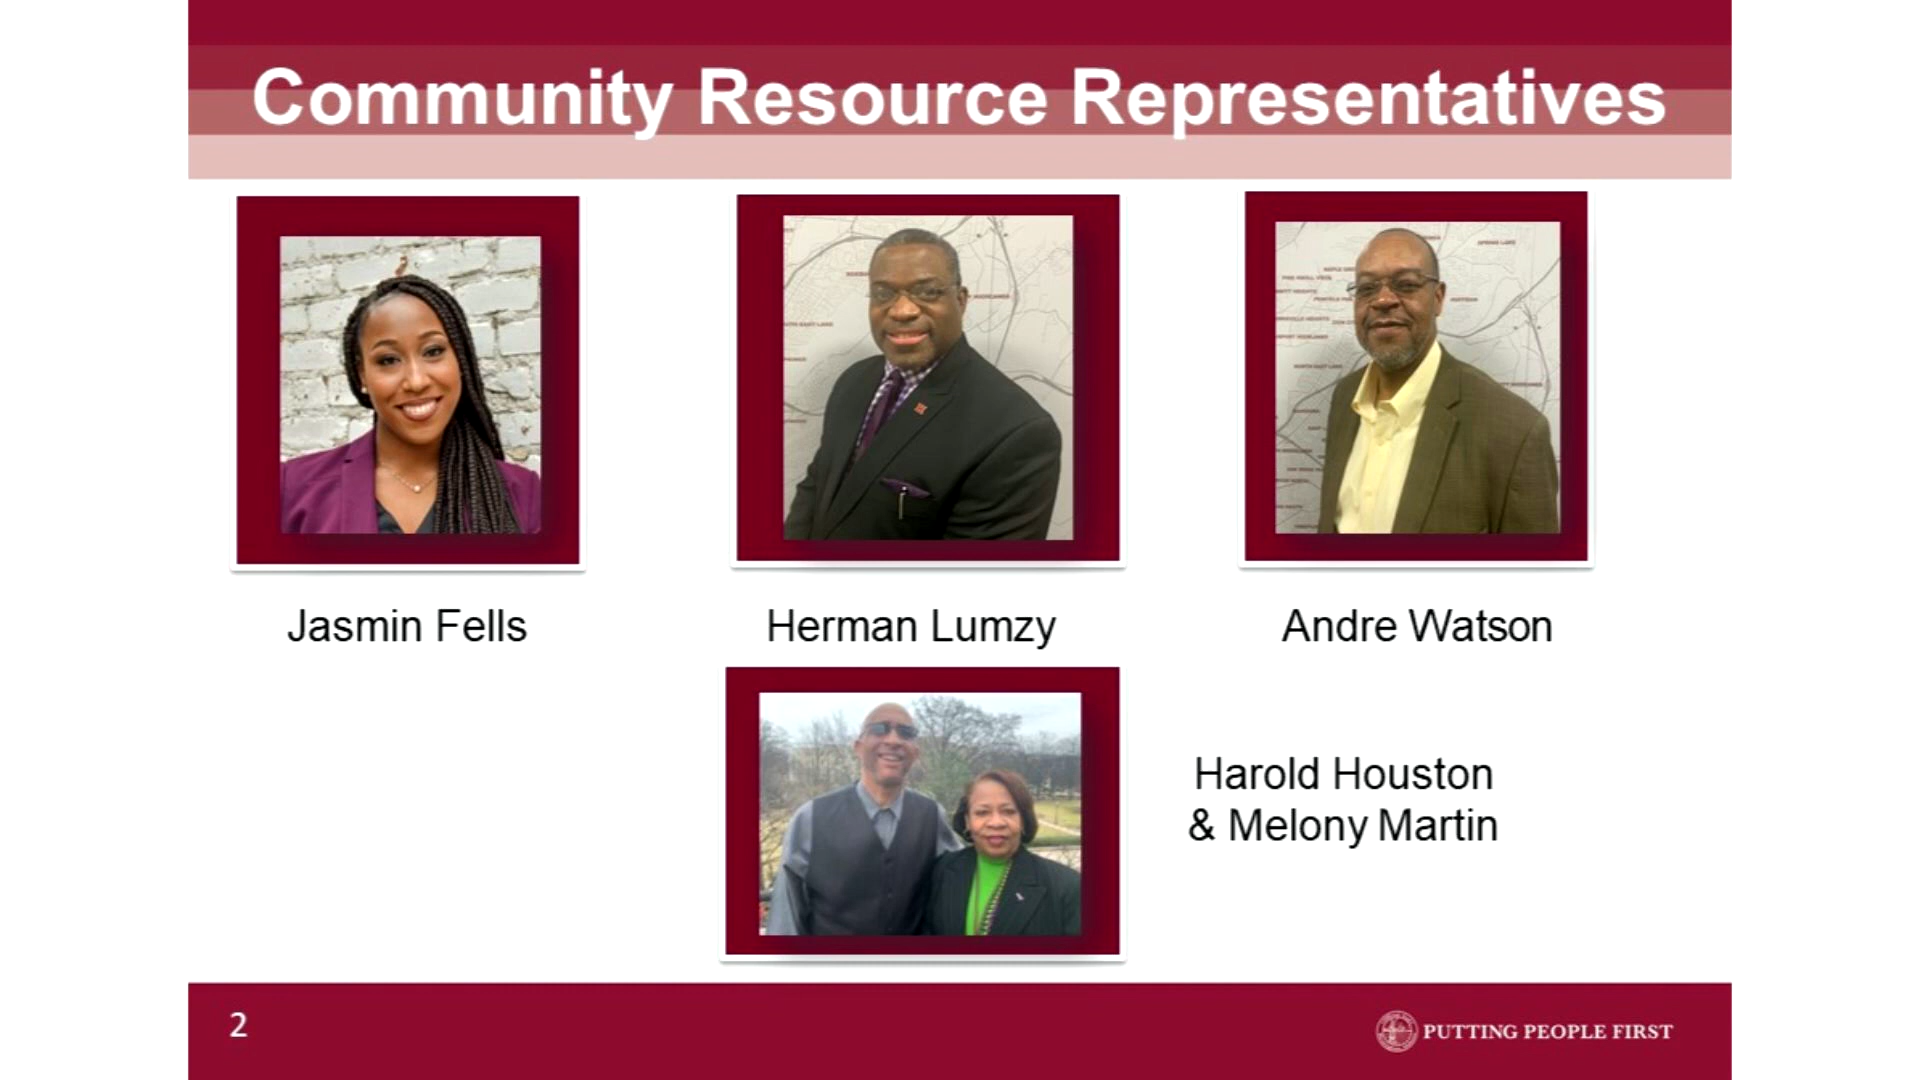 Community Resource Representatives
Jasmin Fells
Herman Lumzy
Andre Watson
Harold Houston
& Melony Martin
2
PUTTING PEOPLE FIRST